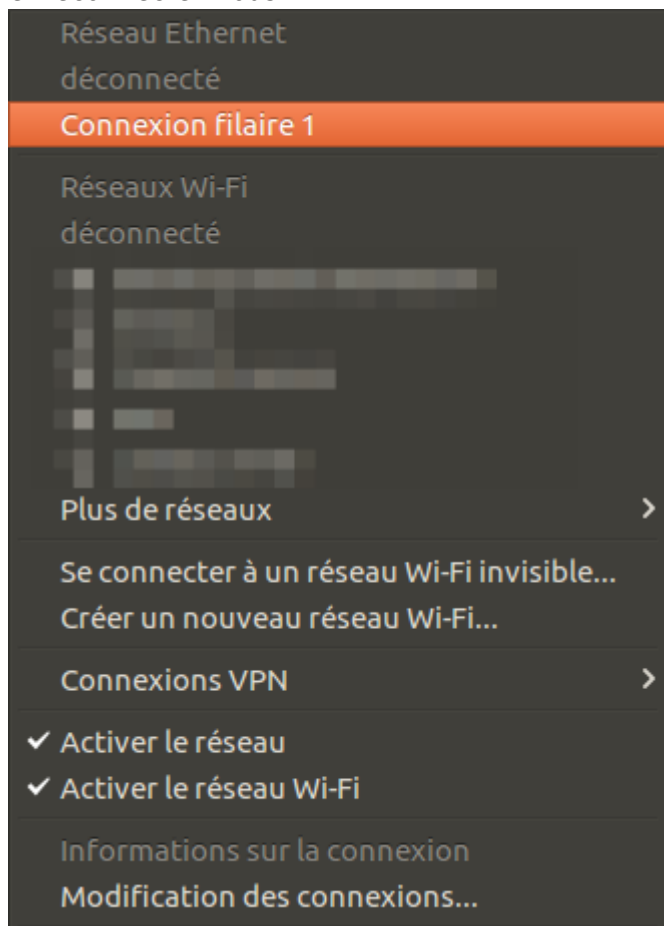 Réseau Ethernet
déconnecté
Connexion filaire 1
Réseaux Wi-Fi
déconnecté
Plus de réseaux
Se connecter à un réseau Wi-Fi invisible...
Créer un nouveau réseau Wi-Fi...
Connexions VPN
Activer le réseau
Activer le réseau Wi-Fi
Informations sur la connexion
Modification des connexions...